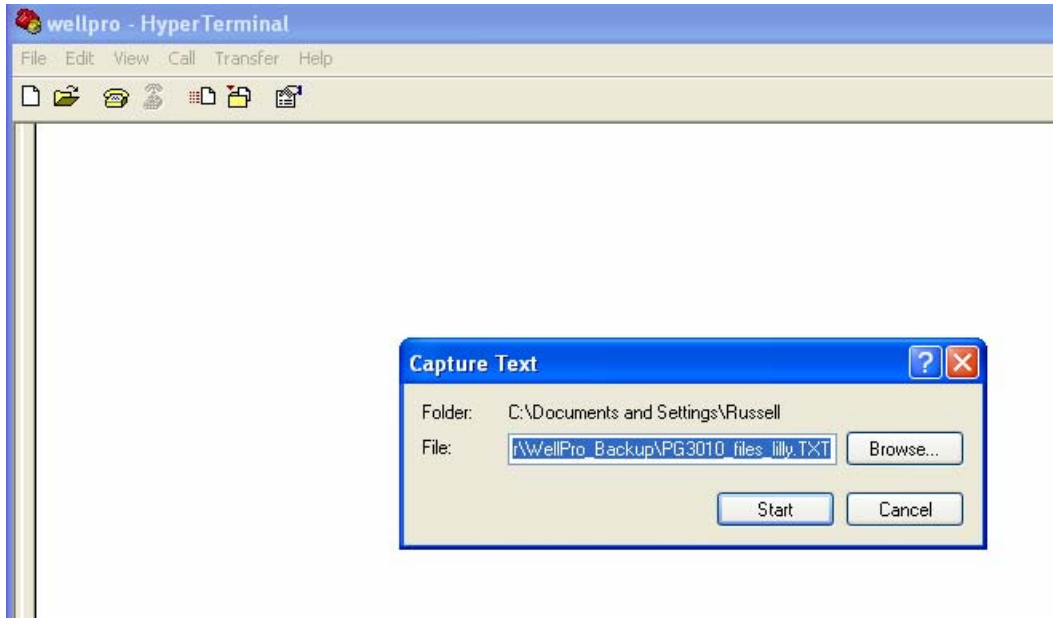 wellpro - HyperTerminal
File Edit View Call Transfer Help
Capture Text
Folder: C:\Documents and Settings\Russell
File: r\WellPro_Backup\PG3010_files_lilly.TXT Browse...
Start Cancel